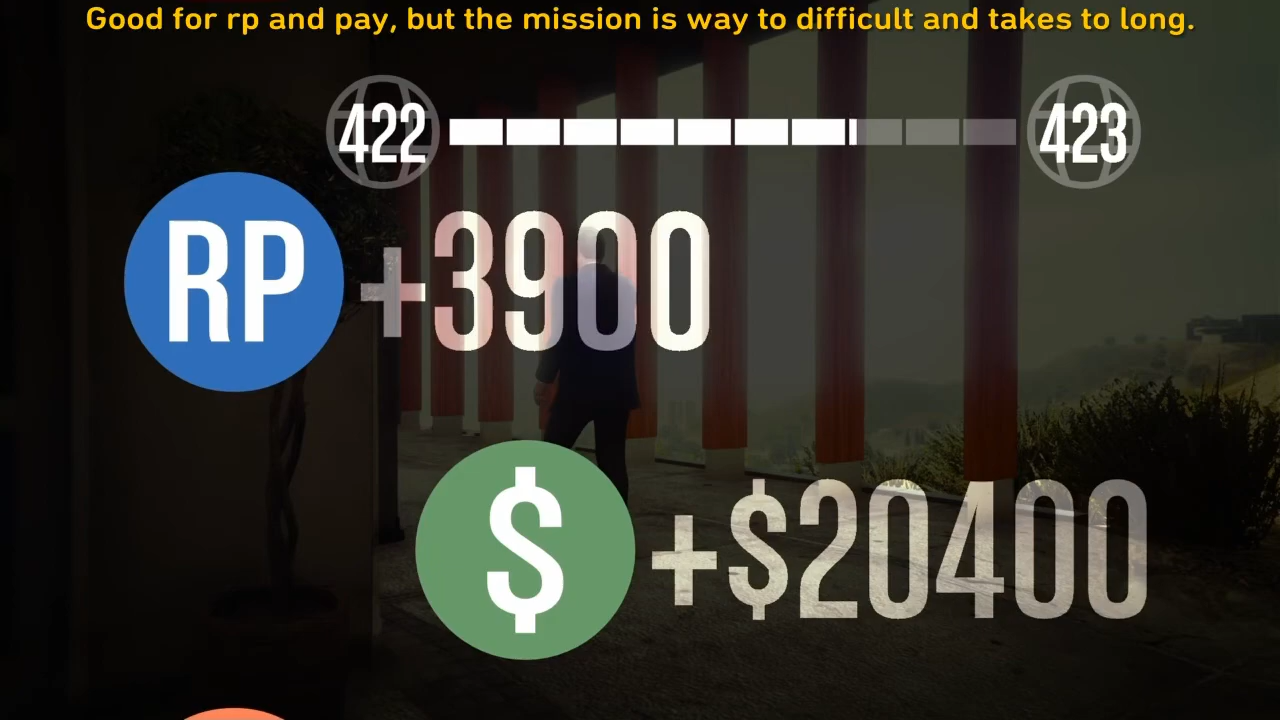 Good for rp and pay, but the mission is way to difficult and takes to long.
422 423
RP +3900
$ +$20400